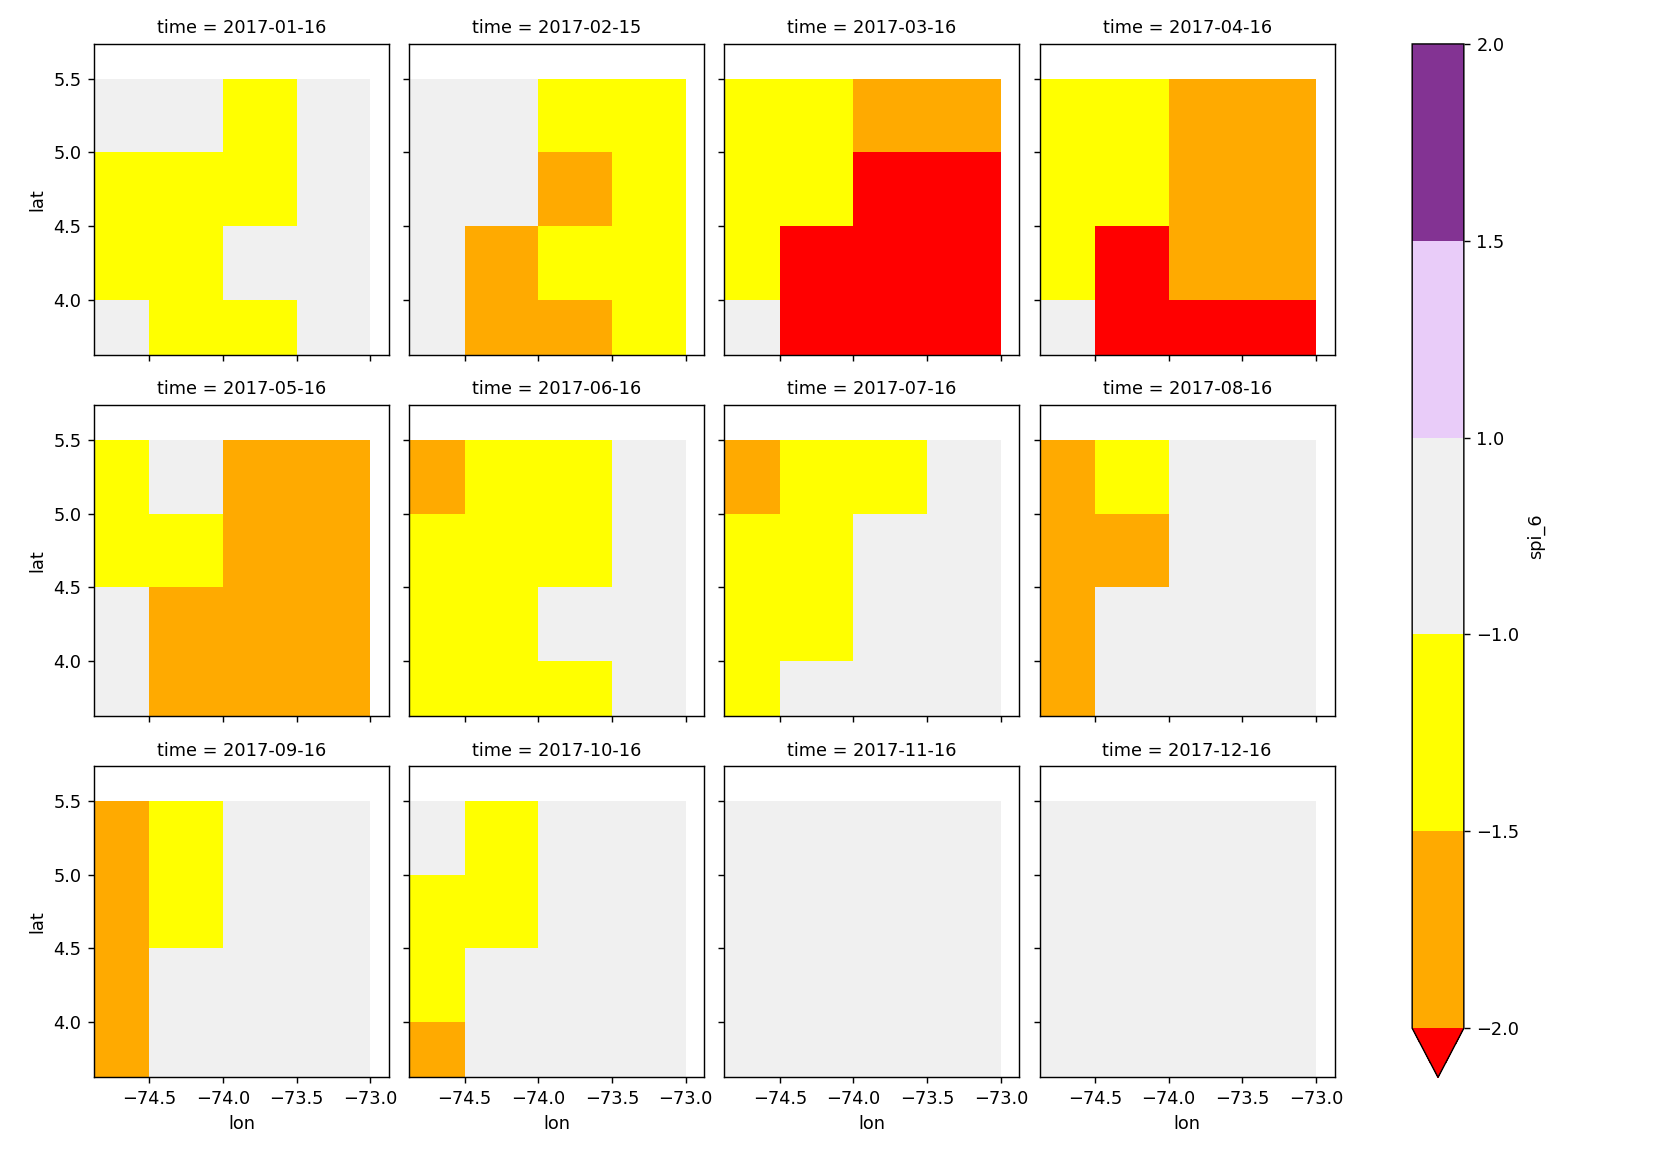 time = 2017-01-16
time = 2017-02-15
time = 2017-03-16
time = 2017-04-16
5.5
5.0
4.5
4.0
lat
time = 2017-05-16
time = 2017-06-16
time = 2017-07-16
time = 2017-08-16
5.5
5.0
4.5
4.0
lat
time = 2017-09-16
time = 2017-10-16
time = 2017-11-16
time = 2017-12-16
5.5
5.0
4.5
4.0
lat
−74.5 −74.0 −73.5 −73.0
lon
−74.5 −74.0 −73.5 −73.0
lon
−74.5 −74.0 −73.5 −73.0
lon
−74.5 −74.0 −73.5 −73.0
lon
2.0
1.5
1.0
−1.0
−1.5
−2.0
spi_6